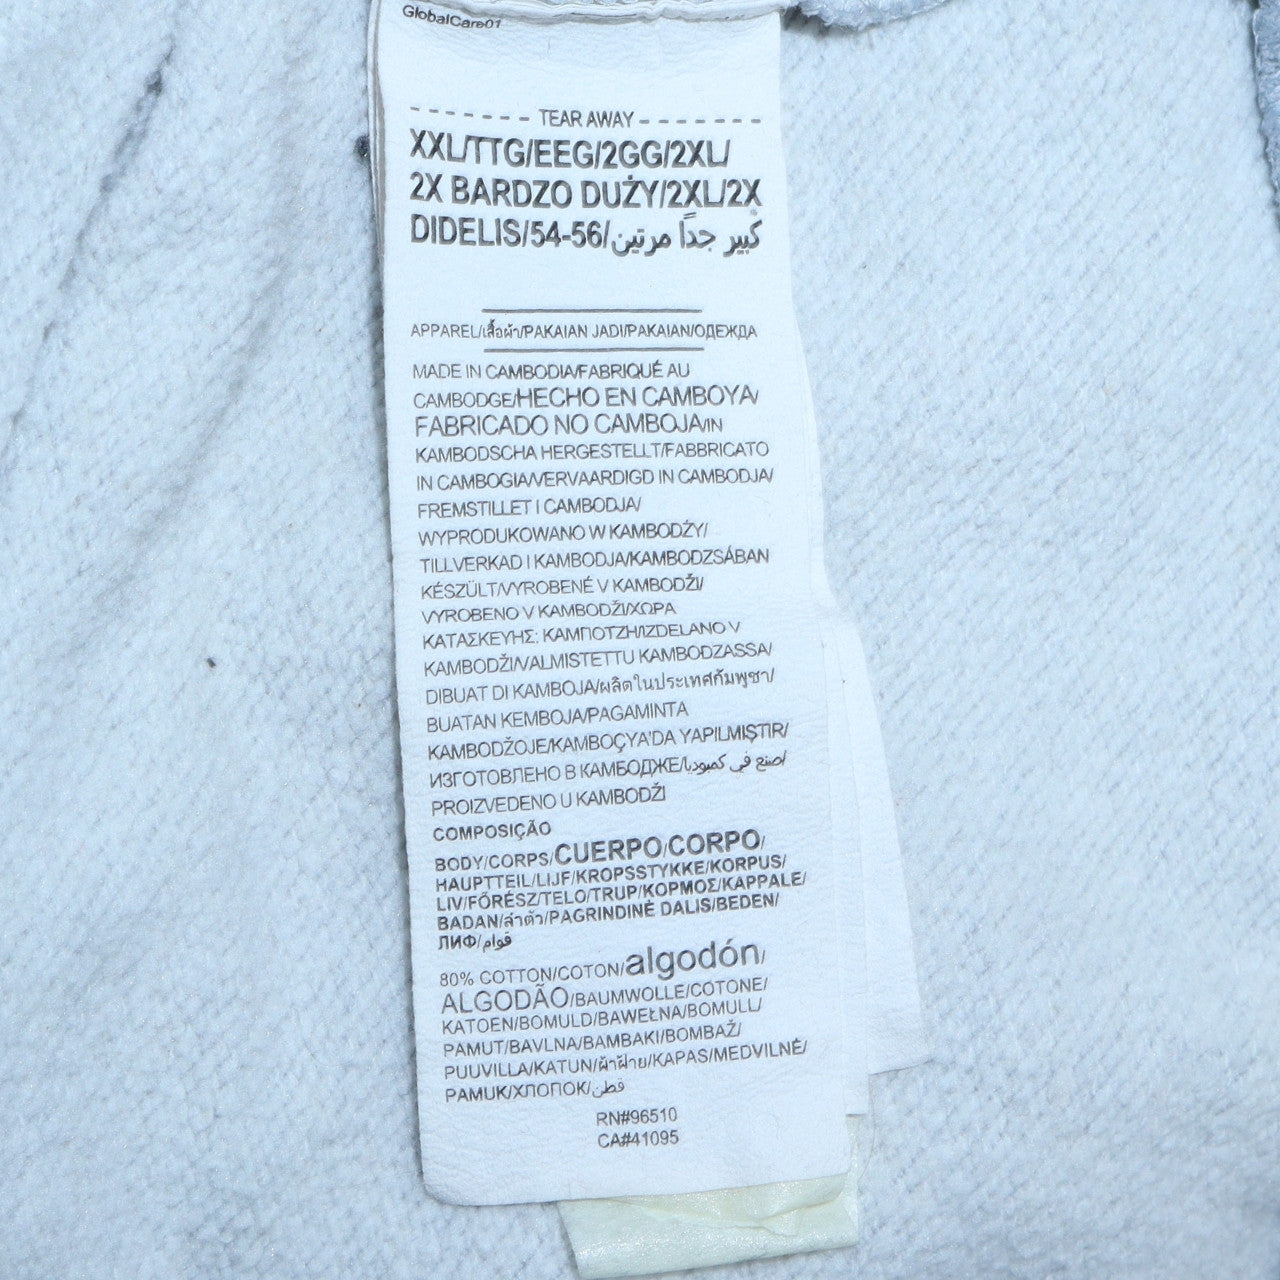 GlobalCare01
- - - - - - - - TEAR AWAY - - - - - - - -
XXL/TTG/EEG/2GG/2XL/
2X BARDZO DUŻY/2XL/2X
DIDELIS/54-56/كبير جداً مرتين
APPAREL/เสื้อผ้า/PAKAIAN JADI/PAKAIAN/ОДЕЖДА
MADE IN CAMBODIA/FABRIQUÉ AU
CAMBODGE/HECHO EN CAMBOYA/
FABRICADO NO CAMBOJA/IN
KAMBODSCHA HERGESTELLT/FABBRICATO
IN CAMBOGIA/VERVAARDIGD IN CAMBODJA/
FREMSTILLET I CAMBODJA/
WYPRODUKOWANO W KAMBODŻY/
TILLVERKAD I KAMBODJA/KAMBODZSÁBAN
KÉSZÜLT/VYROBENÉ V KAMBODŽI/
VYROBENO V KAMBODŽI/ΧΩΡΑ
ΚΑΤΑΣΚΕΥΗΣ: ΚΑΜΠΟΤΖΗ/IZDELANO V
KAMBODŽI/VALMISTETTU KAMBODZASSA/
DIBUAT DI KAMBOJA/ผลิตในประเทศกัมพูชา/
BUATAN KEMBOJA/PAGAMINTA
KAMBODŽOJE/KAMBOÇYA'DA YAPILMIŞTIR/
ИЗГОТОВЛЕНО В КАМБОДЖЕ/صنع في كمبوديا/
PROIZVEDENO U KAMBODŽI
COMPOSIÇÃO
BODY/CORPS/CUERPO/CORPO/
HAUPTTEIL/LIJF/KROPSSTYKKE/KORPUS/
LIV/FŐRÉSZ/TELO/TRUP/ΚΟΡΜΟΣ/KAPPALE/
BADAN/ลำตัว/PAGRINDINĖ DALIS/BEDEN/
ЛИФ/قوام
80% COTTON/COTON/algodón/
ALGODÃO/BAUMWOLLE/COTONE/
KATOEN/BOMULD/BAWEŁNA/BOMULL/
PAMUT/BAVLNA/BAMBAKI/BOMBAŽ/
PUUVILLA/KATUN/ผ้าฝ้าย/KAPAS/MEDVILNĖ/
PAMUK/ХЛОПОК/قطن
RN#96510
CA#41095